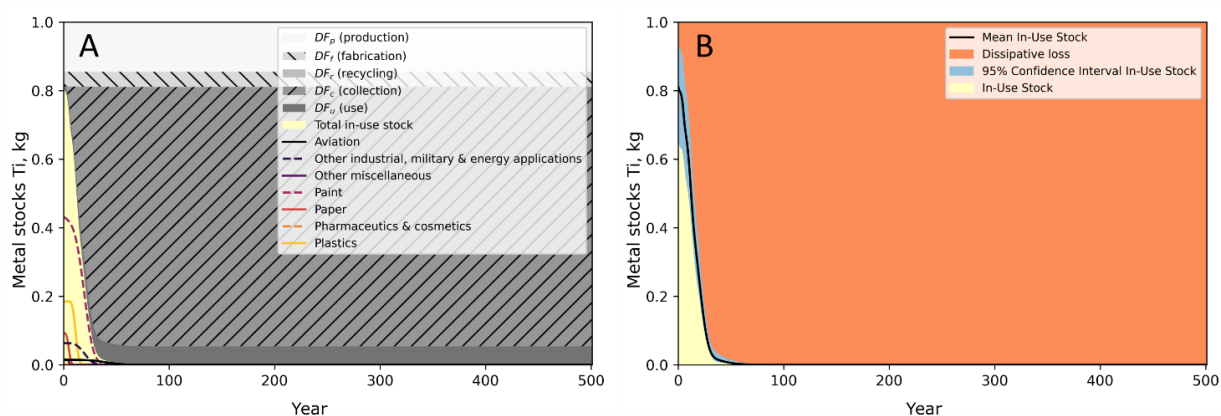 A
Metal stocks Ti, kg
1.0
0.8
0.6
0.4
0.2
0.0
DFp (production)
DFf (fabrication)
DFr (recycling)
DFc (collection)
DFu (use)
Total in-use stock
Aviation
Other industrial, military & energy applications
Other miscellaneous
Paint
Paper
Pharmaceutics & cosmetics
Plastics
0 100 200 300 400 500
Year
B
Metal stocks Ti, kg
1.0
0.8
0.6
0.4
0.2
0.0
Mean In-Use Stock
Dissipative loss
95% Confidence Interval In-Use Stock
In-Use Stock
0 100 200 300 400 500
Year